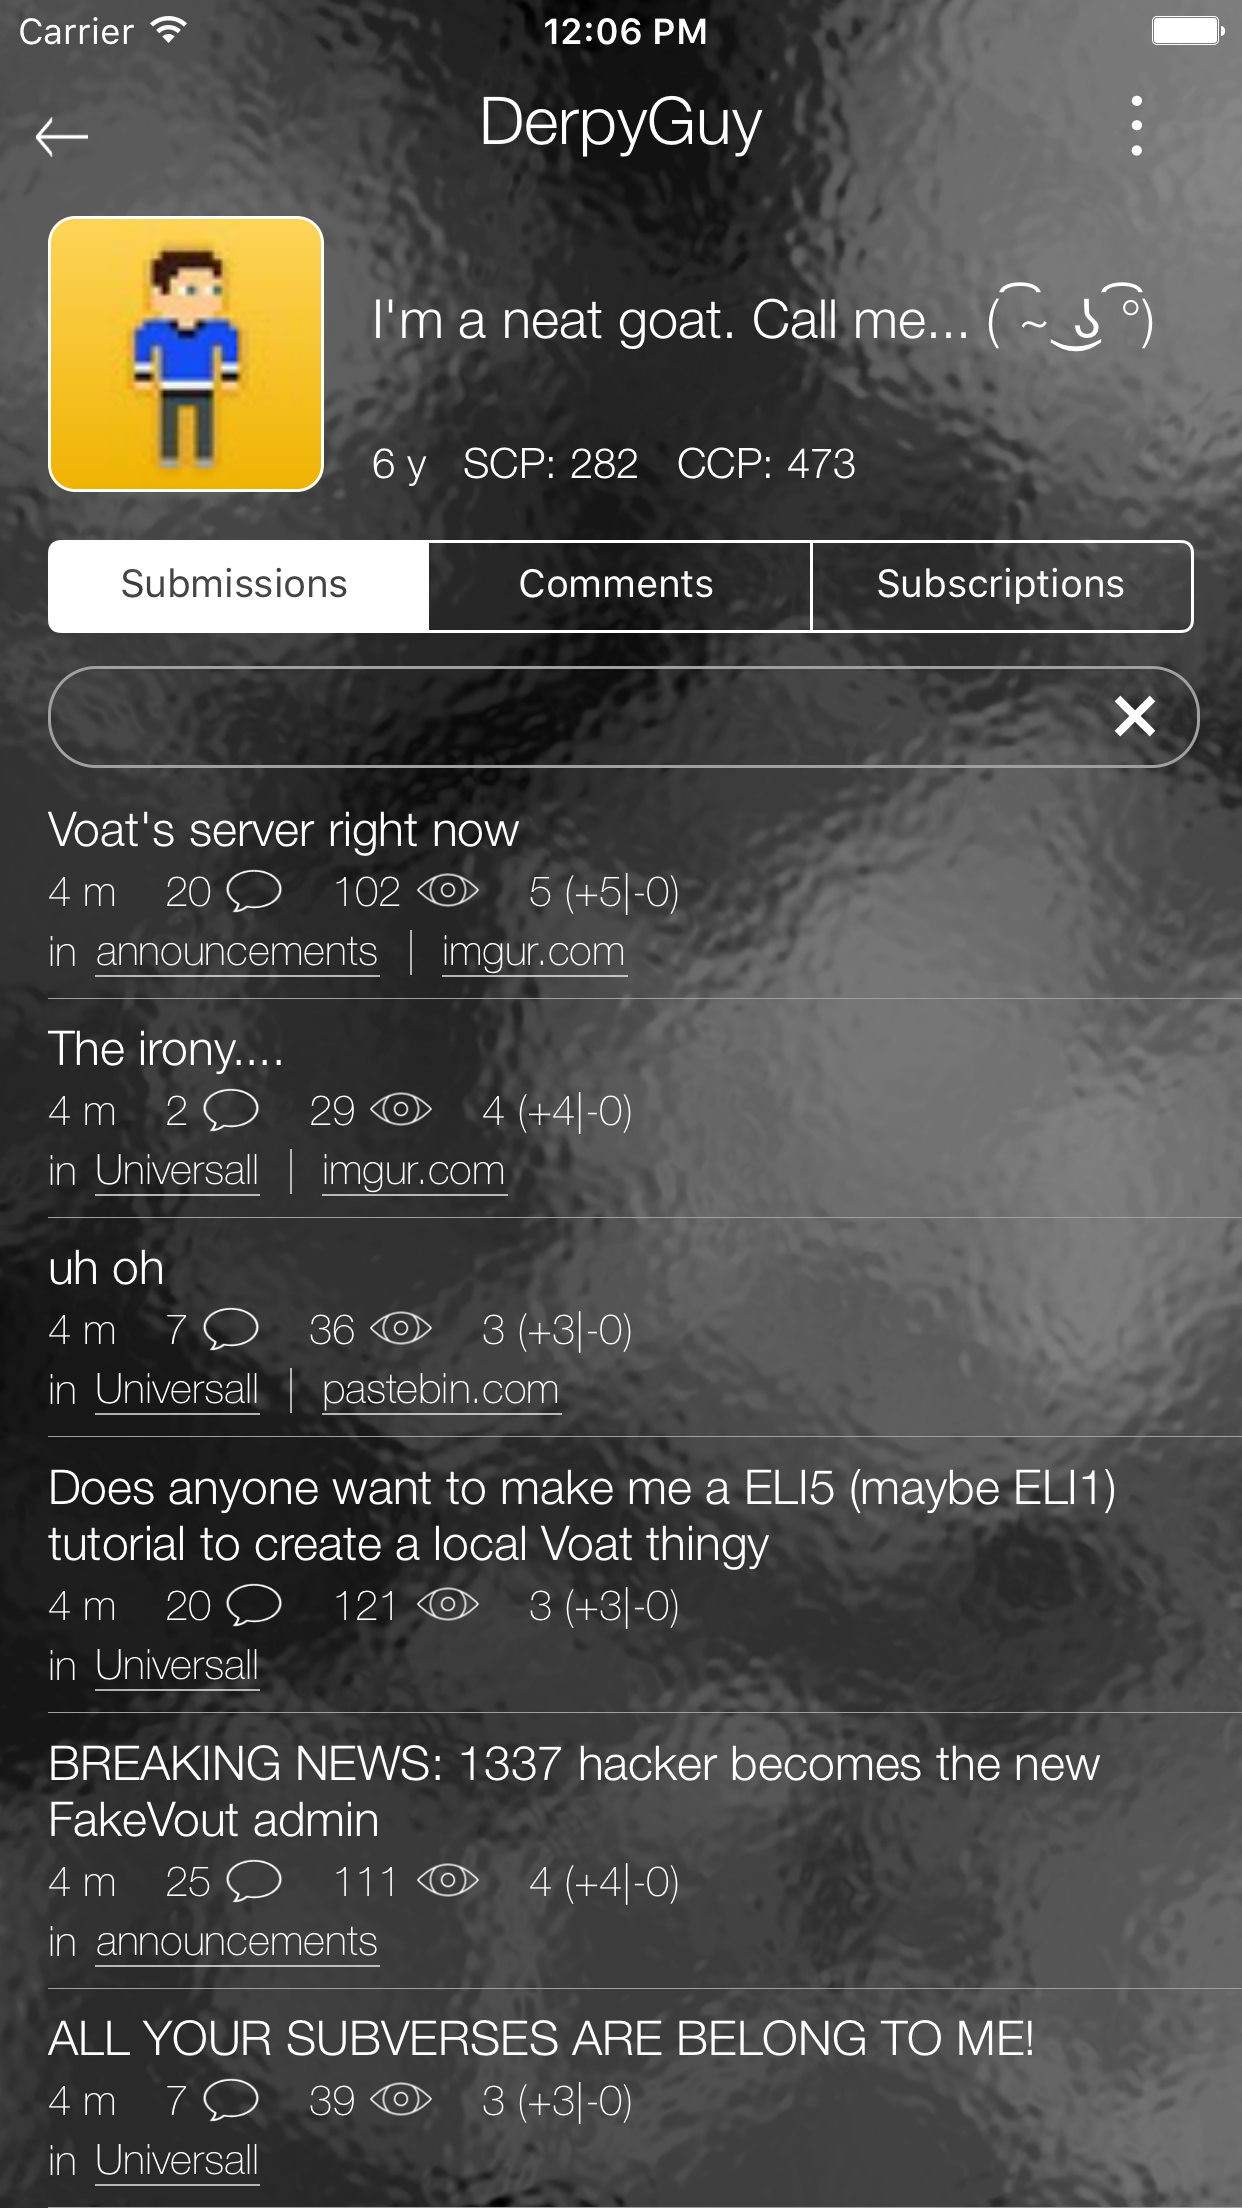 Carrier 12:06 PM
DerpyGuy
I'm a neat goat. Call me... ( ͡~ ͜ʖ ͡°)
6 y SCP: 282 CCP: 473
Submissions Comments Subscriptions
Voat's server right now
4 m 20 102 5 (+5|-0)
in announcements | imgur.com
The irony....
4 m 2 29 4 (+4|-0)
in Universall | imgur.com
uh oh
4 m 7 36 3 (+3|-0)
in Universall | pastebin.com
Does anyone want to make me a ELI5 (maybe ELI1)
tutorial to create a local Voat thingy
4 m 20 121 3 (+3|-0)
in Universall
BREAKING NEWS: 1337 hacker becomes the new
FakeVout admin
4 m 25 111 4 (+4|-0)
in announcements
ALL YOUR SUBVERSES ARE BELONG TO ME!
4 m 7 39 3 (+3|-0)
in Universall